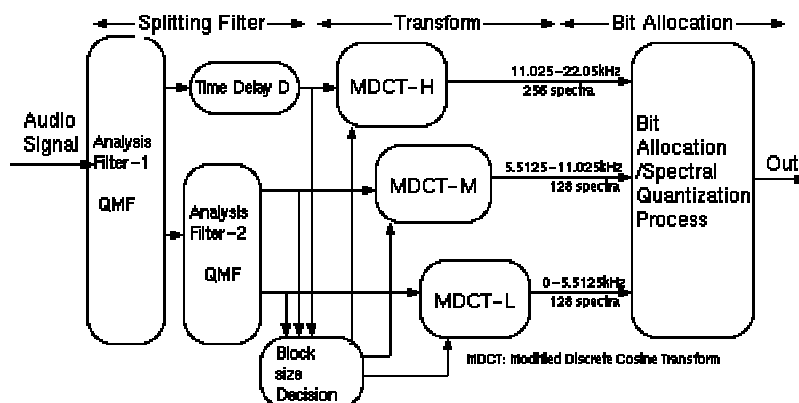 Splitting Filter
Transform
Bit Allocation
Audio
Signal
Analysis
Filter-1
QMF
Time Delay D
Analysis
Filter-2
QMF
MDCT-H
MDCT-M
MDCT-L
Block
size
Decision
11.025-22.05kHz
256 spectra
5.5125-11.025kHz
128 spectra
0-5.5125kHz
128 spectra
Bit
Allocation
/Spectral
Quantization
Process
Out
MDCT: Modified Discrete Cosine Transform